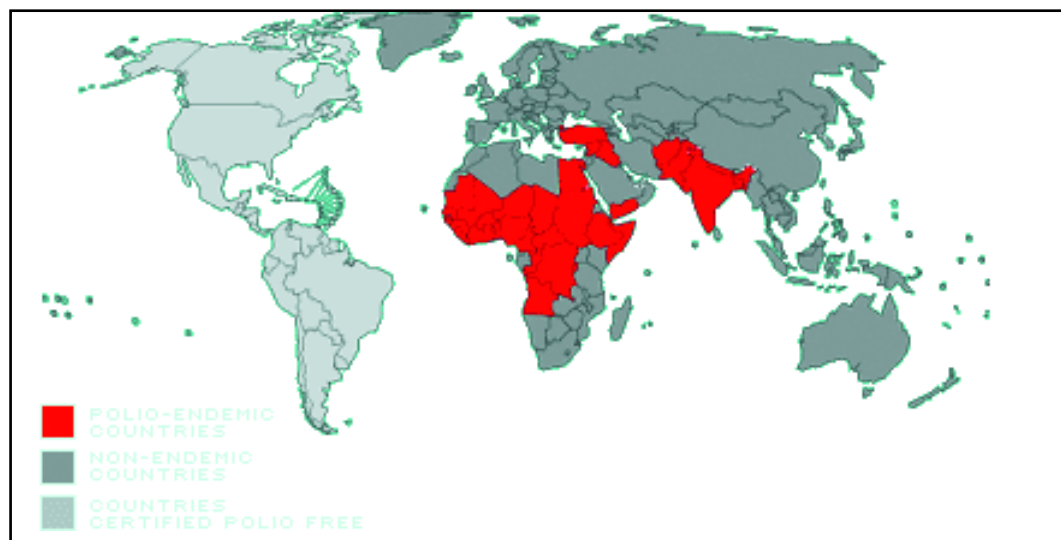 POLIO-ENDEMIC
COUNTRIES
NON-ENDEMIC
COUNTRIES
COUNTRIES
CERTIFIED POLIO FREE